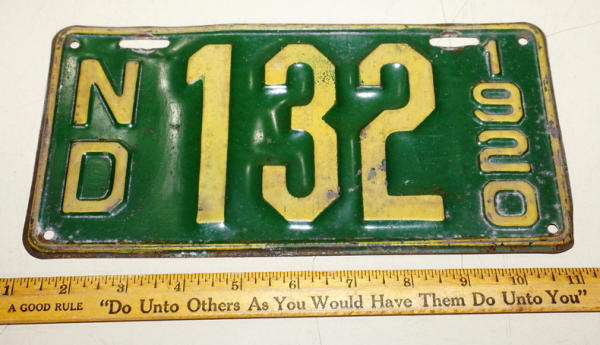 ND
132
1920
1 2 3 4 5 6 7 8 9 10 11
A GOOD RULE "Do Unto Others As You Would Have Them Do Unto You"